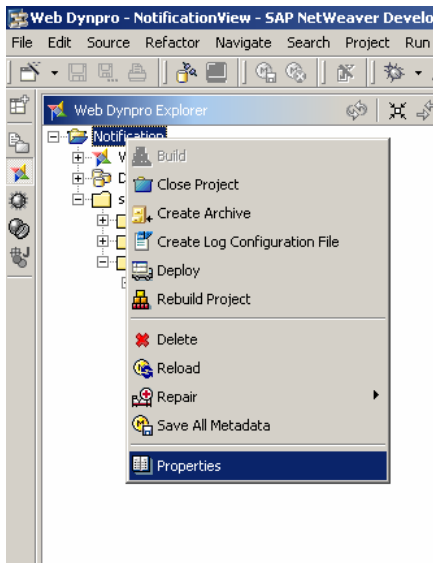 Web Dynpro - NotificationView - SAP NetWeaver Develo
File Edit Source Refactor Navigate Search Project Run
Web Dynpro Explorer
Notification
Build
Close Project
Create Archive
Create Log Configuration File
Deploy
Rebuild Project
Delete
Reload
Repair
Save All Metadata
Properties